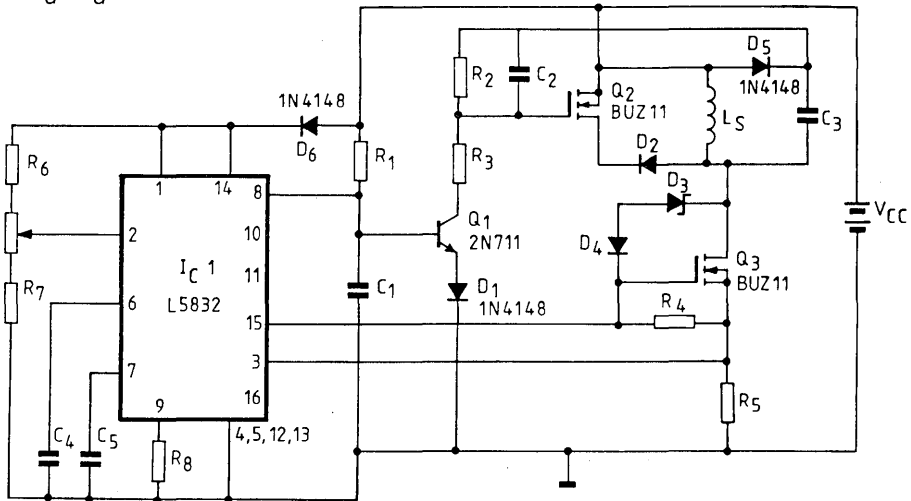 D5
1N4148
R2
C2
Q2
BUZ11
LS
C3
1N4148
D6
R6
R1
R3
D2
D3
1
14
8
2
10
Q1
2N711
D4
Q3
BUZ11
VCC
IC 1
L5832
11
R7
6
C1
D1
1N4148
15
R4
7
3
16
9
4,5,12,13
R5
C4
C5
R8